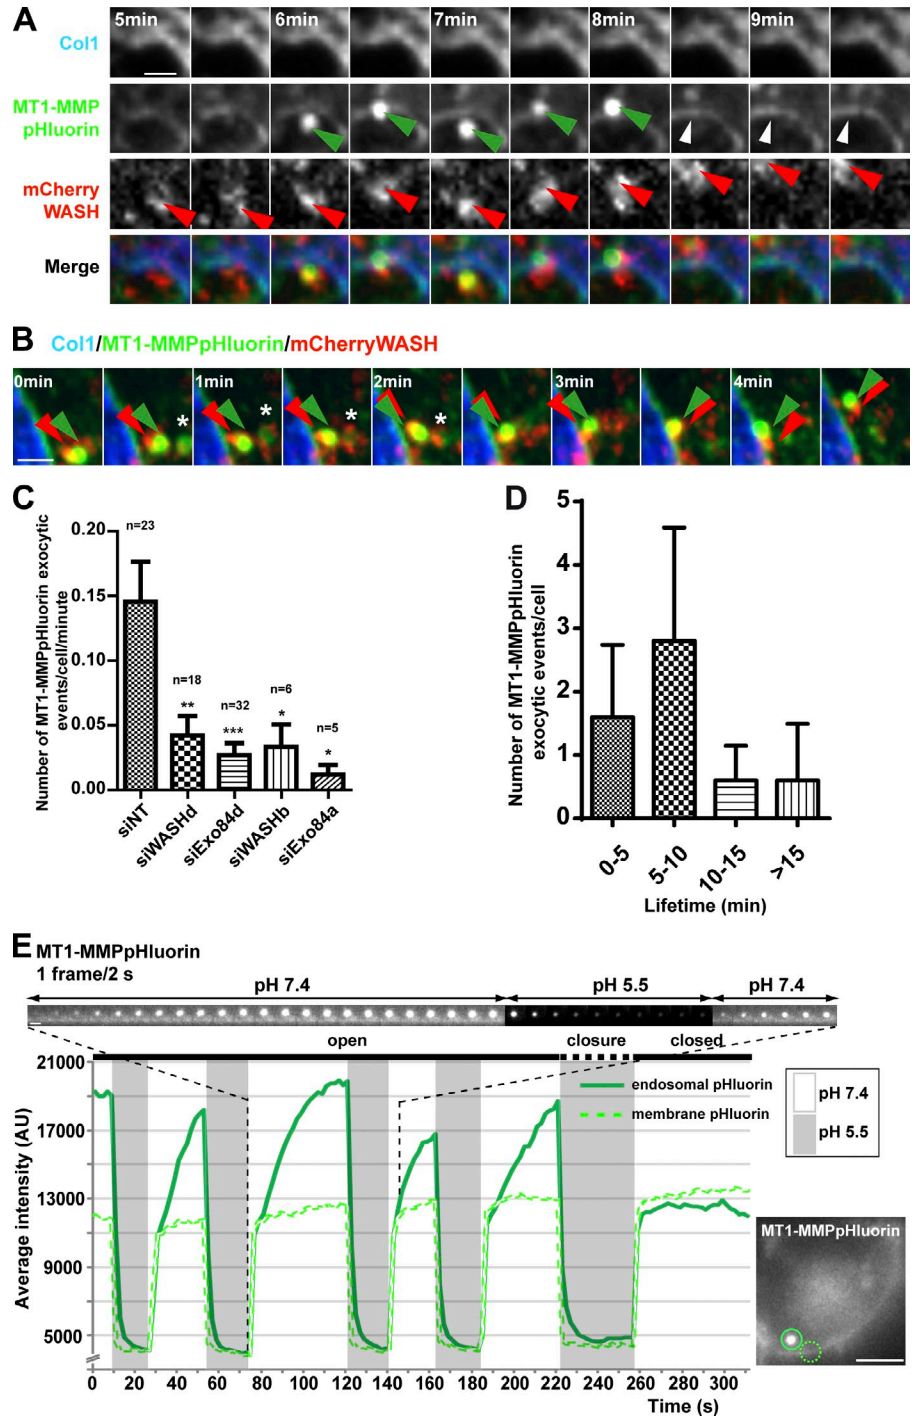 A
5min 6min 7min 8min 9min
Col1
MT1-MMP
pHluorin
mCherry
WASH
Merge
B Col1/MT1-MMPpHluorin/mCherryWASH
0min 1min 2min 3min 4min
* * * *
C
Number of MT1-MMPpHluorin exocytic
events/cell/minute
0.20
0.15
0.10
0.05
0.00
n=23
n=18
**
n=32
***
n=6
*
n=5
*
siNT siWASHd siExo84d siWASHb siExo84a
D
Number of MT1-MMPpHluorin
exocytic events/cell
5
4
3
2
1
0
0-5 5-10 10-15 >15
Lifetime (min)
E MT1-MMPpHluorin
1 frame/2 s
pH 7.4 pH 5.5 pH 7.4
open closure closed
Average intensity (AU)
21000
17000
13000
9000
5000
endosomal pHluorin
membrane pHluorin
pH 7.4
pH 5.5
0 20 40 60 80 100 120 140 160 180 200 220 240 260 280 300
Time (s)
MT1-MMPpHluorin